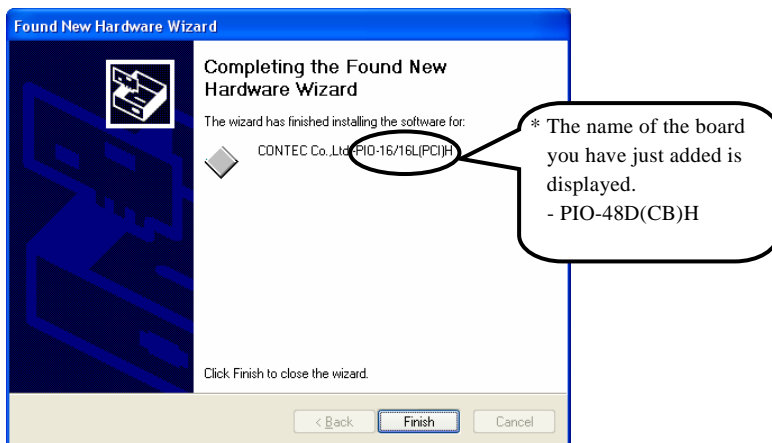 Found New Hardware Wizard
Completing the Found New
Hardware Wizard
The wizard has finished installing the software for:
CONTEC Co.,Ltd.-PIO-16/16L(PCI)H
* The name of the board
you have just added is
displayed.
- PIO-48D(CB)H
Click Finish to close the wizard.
< Back
Finish
Cancel